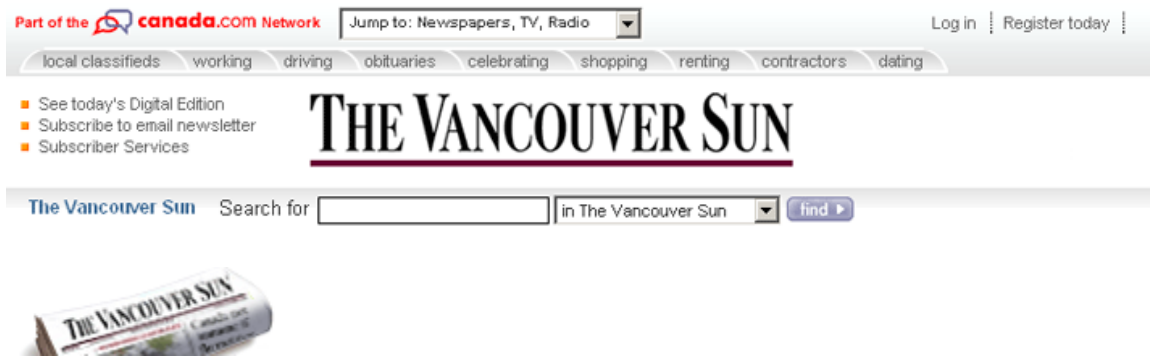 Part of the canada.com Network Jump to: Newspapers, TV, Radio Log in Register today
local classifieds working driving obituaries celebrating shopping renting contractors dating
See today's Digital Edition
Subscribe to email newsletter
Subscriber Services
THE VANCOUVER SUN
The Vancouver Sun Search for in The Vancouver Sun find
THE VANCOUVER SUN